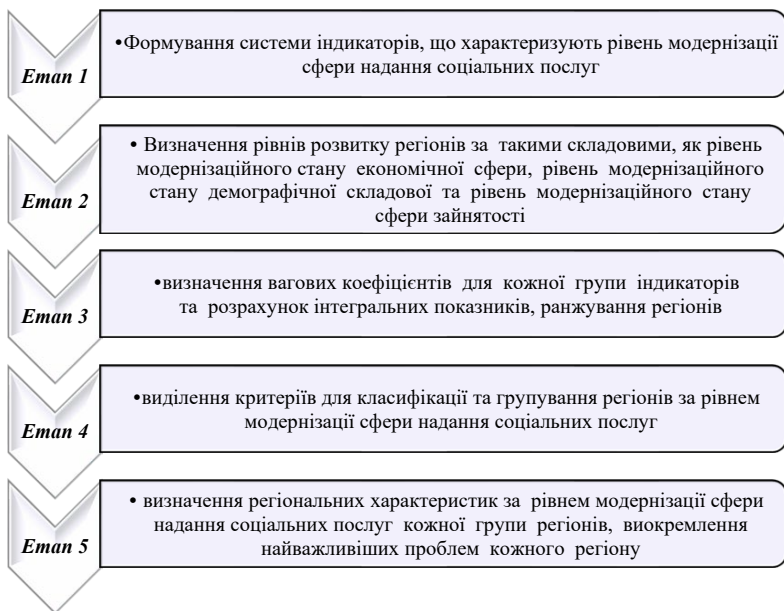 Етап 1
•Формування системи індикаторів, що характеризують рівень модернізації
сфери надання соціальних послуг
Етап 2
• Визначення рівнів розвитку регіонів за такими складовими, як рівень
модернізаційного стану економічної сфери, рівень модернізаційного
стану демографічної складової та рівень модернізаційного стану
сфери зайнятості
Етап 3
•визначення вагових коефіцієнтів для кожної групи індикаторів
та розрахунок інтегральних показників, ранжування регіонів
Етап 4
•виділення критеріїв для класифікації та групування регіонів за рівнем
модернізації сфери надання соціальних послуг
Етап 5
• визначення регіональних характеристик за рівнем модернізації сфери
надання соціальних послуг кожної групи регіонів, виокремлення
найважливіших проблем кожного регіону